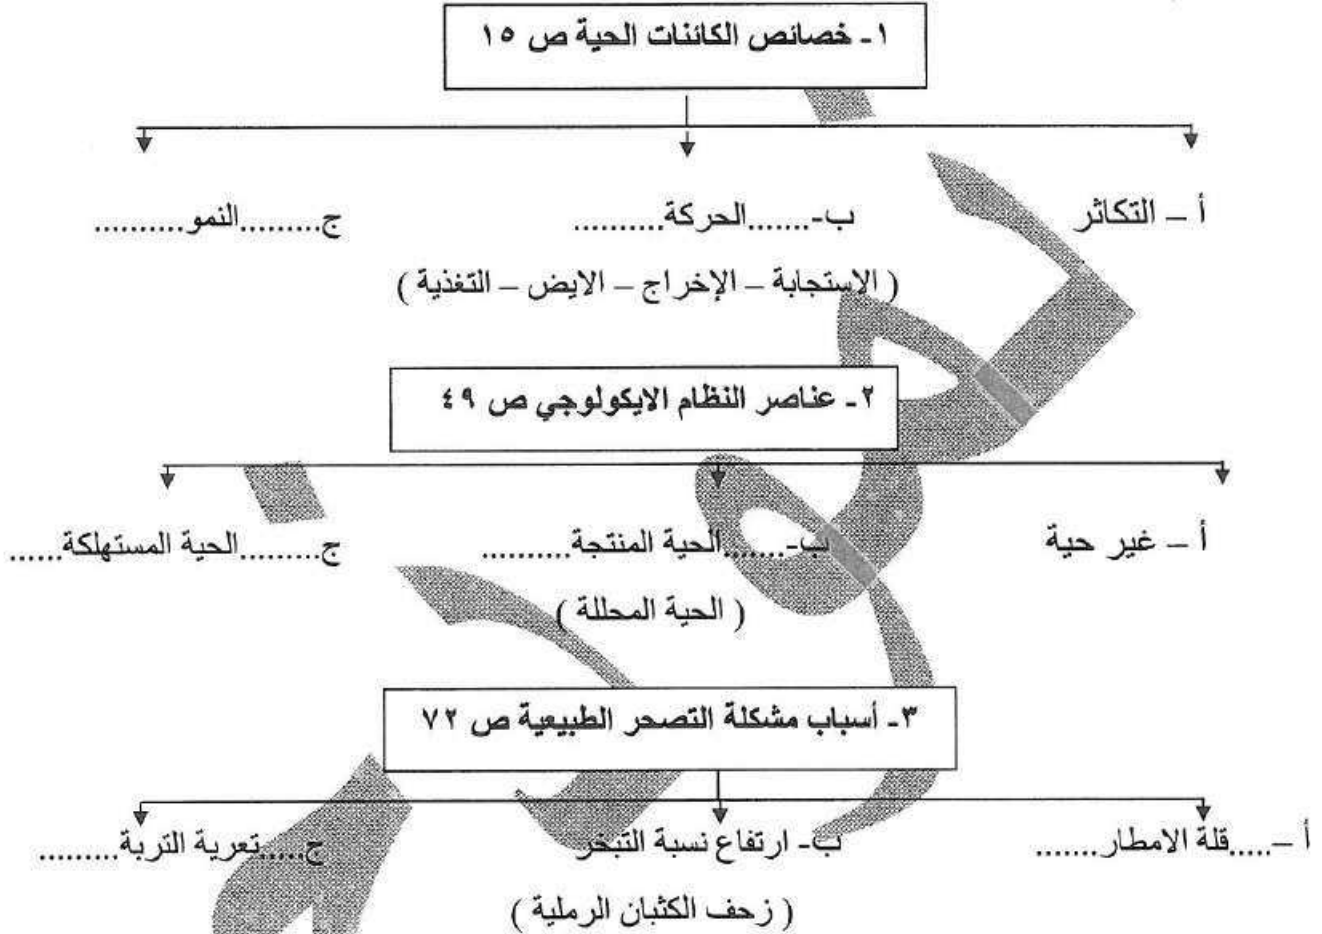 ١- خصائص الكائنات الحية ص ١٥
أ – التكاثر ب-.......الحركة.......... ج.........النمو..........
( الإستجابة – الإخراج – الايض – التغذية )
٢- عناصر النظام الايكولوجي ص ٤٩
أ – غير حية ب-.......الحية المنتجة.......... ج.........الحية المستهلكة......
( الحية المحللة )
٣- أسباب مشكلة التصحر الطبيعية ص ٧٢
أ –.....قلة الامطار....... ب- ارتفاع نسبة التبخر ج.....تعرية التربة.........
( زحف الكثبان الرملية )